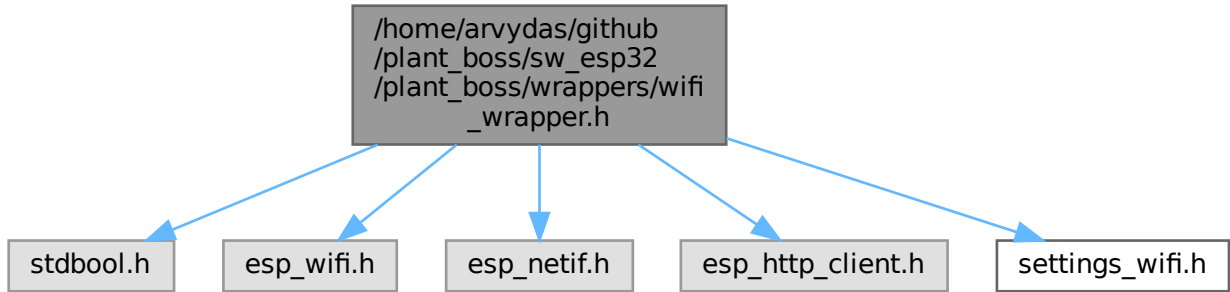 /home/arvydas/github
/plant_boss/sw_esp32
/plant_boss/wrappers/wifi
_wrapper.h
stdbool.h
esp_wifi.h
esp_netif.h
esp_http_client.h
settings_wifi.h